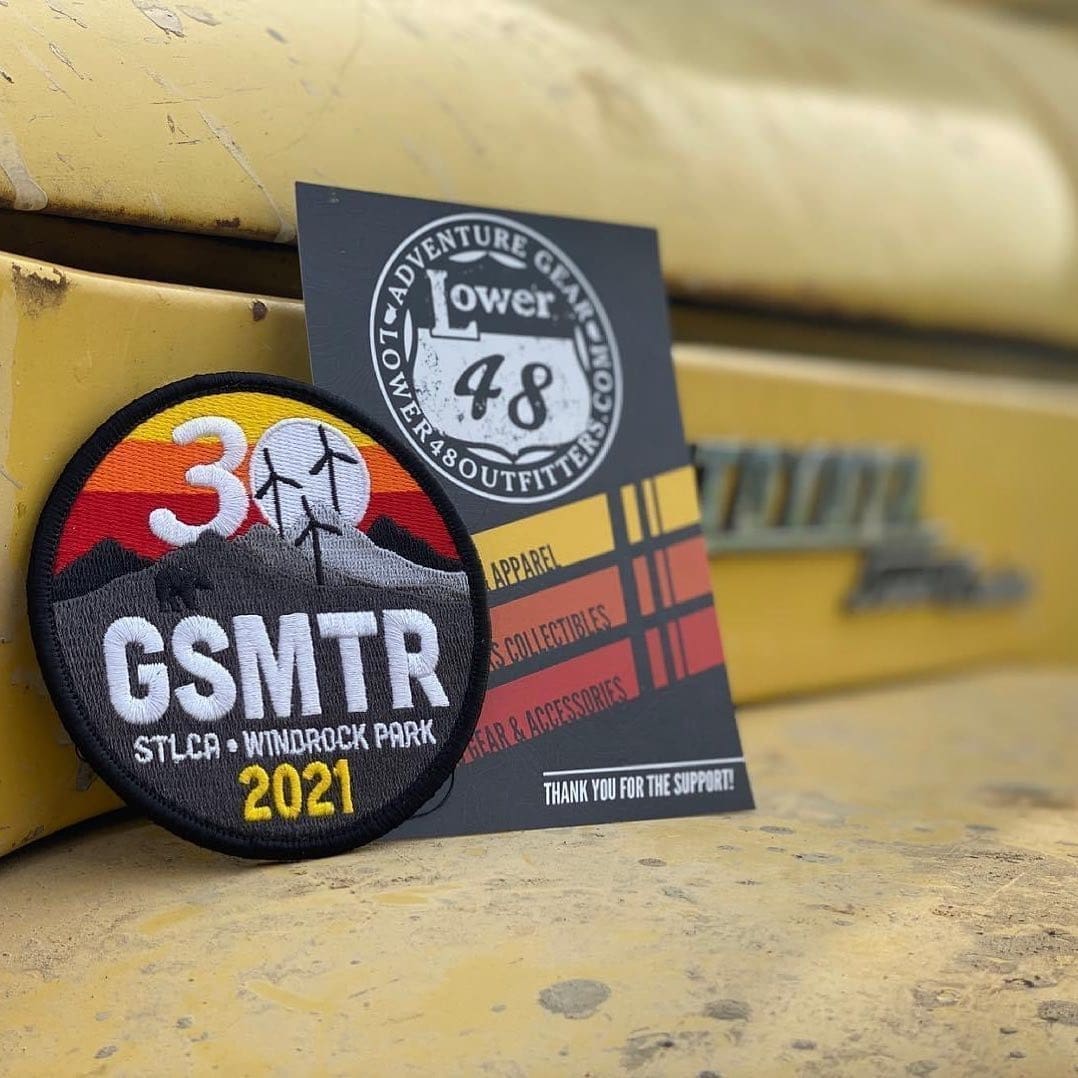 30
GSMTR
STLCA • WINDROCK PARK
2021
ADVENTURE GEAR
Lower
48
LOWER48OUTFITTERS.COM
APPAREL
COLLECTIBLES
GEAR & ACCESSORIES
THANK YOU FOR THE SUPPORT!
TOYOTA